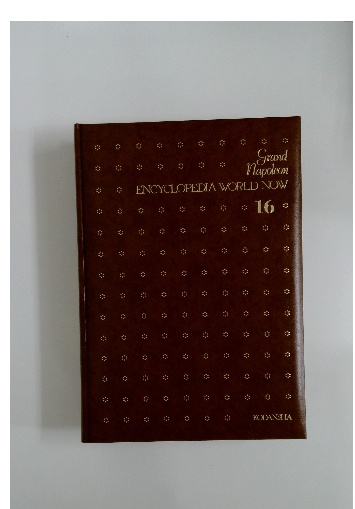 Grand
Napoleon
ENCYCLOPEDIA WORLD NOW
16
KODANSHA